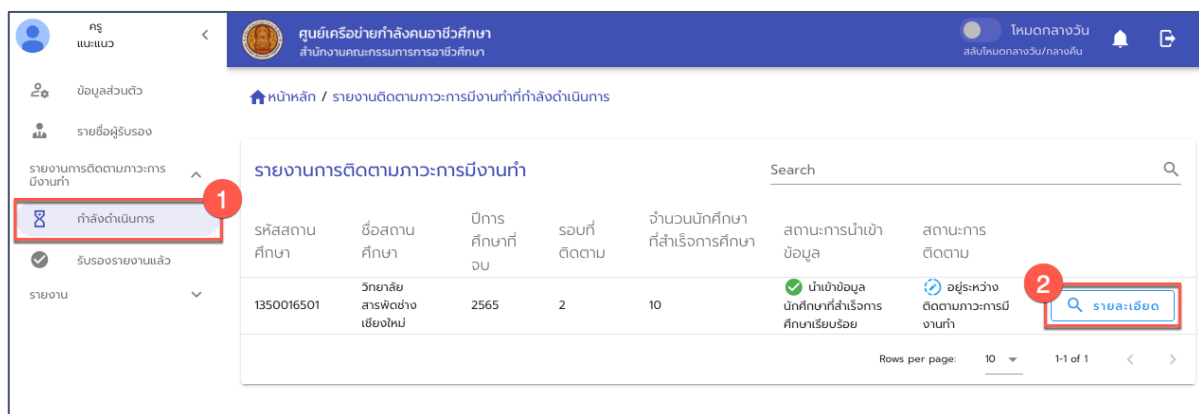 ครู
แนะแนว
ศูนย์เครือข่ายกำลังคนอาชีวศึกษา
สำนักงานคณะกรรมการการอาชีวศึกษา
โหมดกลางวัน
สลับโหมดกลางวัน/กลางคืน
ข้อมูลส่วนตัว
รายชื่อผู้รับรอง
รายงานการติดตามภาวะการ
มีงานทำ
1
กำลังดำเนินการ
รับรองรายงานแล้ว
รายงาน
หน้าหลัก / รายงานติดตามภาวะการมีงานทำที่กำลังดำเนินการ
รายงานการติดตามภาวะการมีงานทำ
Search
รหัสสถาน
ศึกษา
ชื่อสถาน
ศึกษา
ปีการ
ศึกษาที่
จบ
รอบที่
ติดตาม
จำนวนนักศึกษา
ที่สำเร็จการศึกษา
สถานะการนำเข้า
ข้อมูล
สถานะการ
ติดตาม
1350016501
วิทยาลัย
สารพัดช่าง
เชียงใหม่
2565
2
10
นำเข้าข้อมูล
นักศึกษาที่สำเร็จการ
ศึกษาเรียบร้อย
อยู่ระหว่าง
ติดตามภาวะการมี
งานทำ
2
รายละเอียด
Rows per page: 10 1-1 of 1